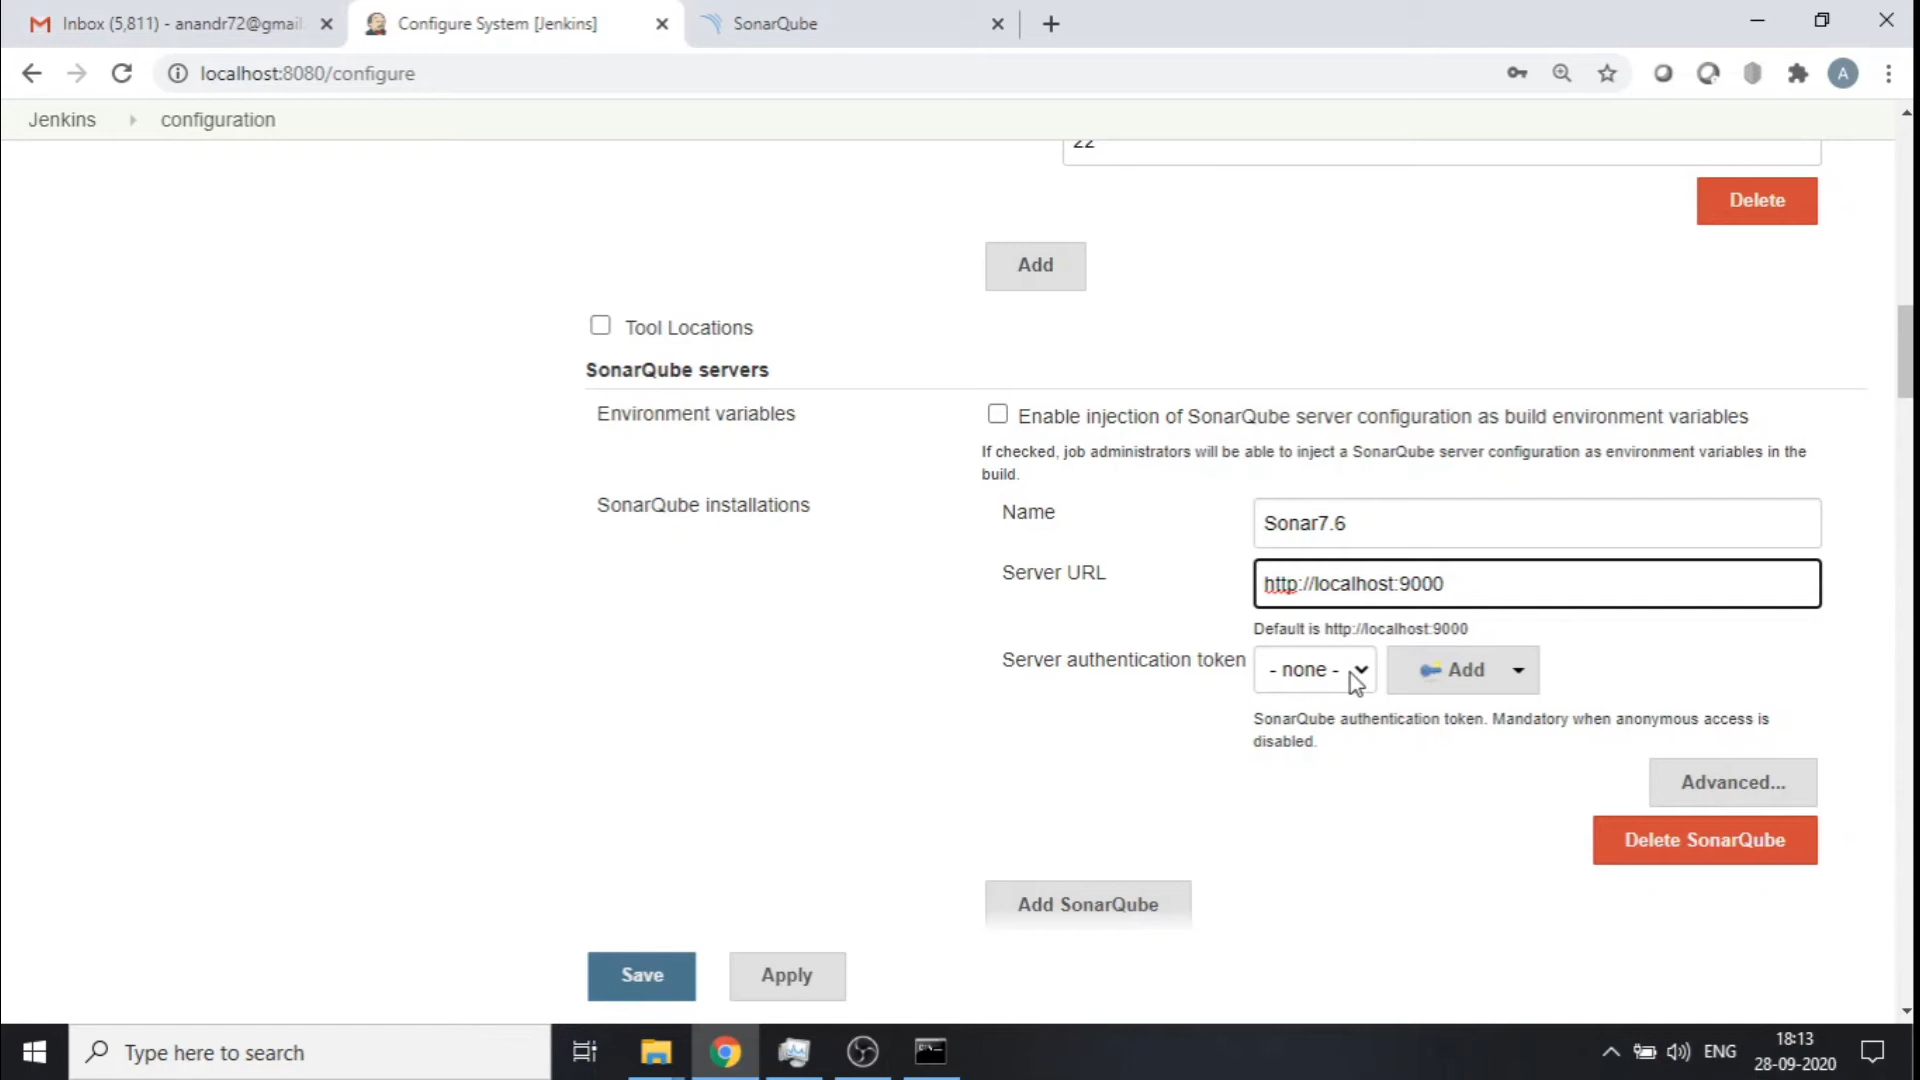 Inbox (5,811) - anandr72@gmail.
Configure System [Jenkins]
SonarQube
localhost:8080/configure
A
Jenkins
configuration
22
Delete
Add
Tool Locations
SonarQube servers
Environment variables
Enable injection of SonarQube server configuration as build environment variables
If checked, job administrators will be able to inject a SonarQube server configuration as environment variables in the
build.
SonarQube installations
Name
Sonar7.6
Server URL
http://localhost:9000
Default is http://localhost:9000
Server authentication token
- none -
Add
SonarQube authentication token. Mandatory when anonymous access is
disabled.
Advanced...
Delete SonarQube
Add SonarQube
Save
Apply
Type here to search
ENG
18:13
28-09-2020